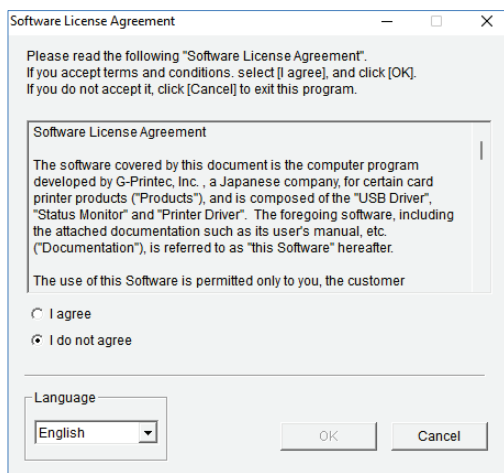 Software License Agreement
Please read the following "Software License Agreement".
If you accept terms and conditions. select [I agree], and click [OK].
If you do not accept it, click [Cancel] to exit this program.
Software License Agreement
The software covered by this document is the computer program
developed by G-Printec, Inc. , a Japanese company, for certain card
printer products ("Products"), and is composed of the "USB Driver",
"Status Monitor" and "Printer Driver".  The foregoing software, including
the attached documentation such as its user's manual, etc.
("Documentation"), is referred to as "this Software" hereafter.
The use of this Software is permitted only to you, the customer
I agree
I do not agree
Language
English
OK
Cancel